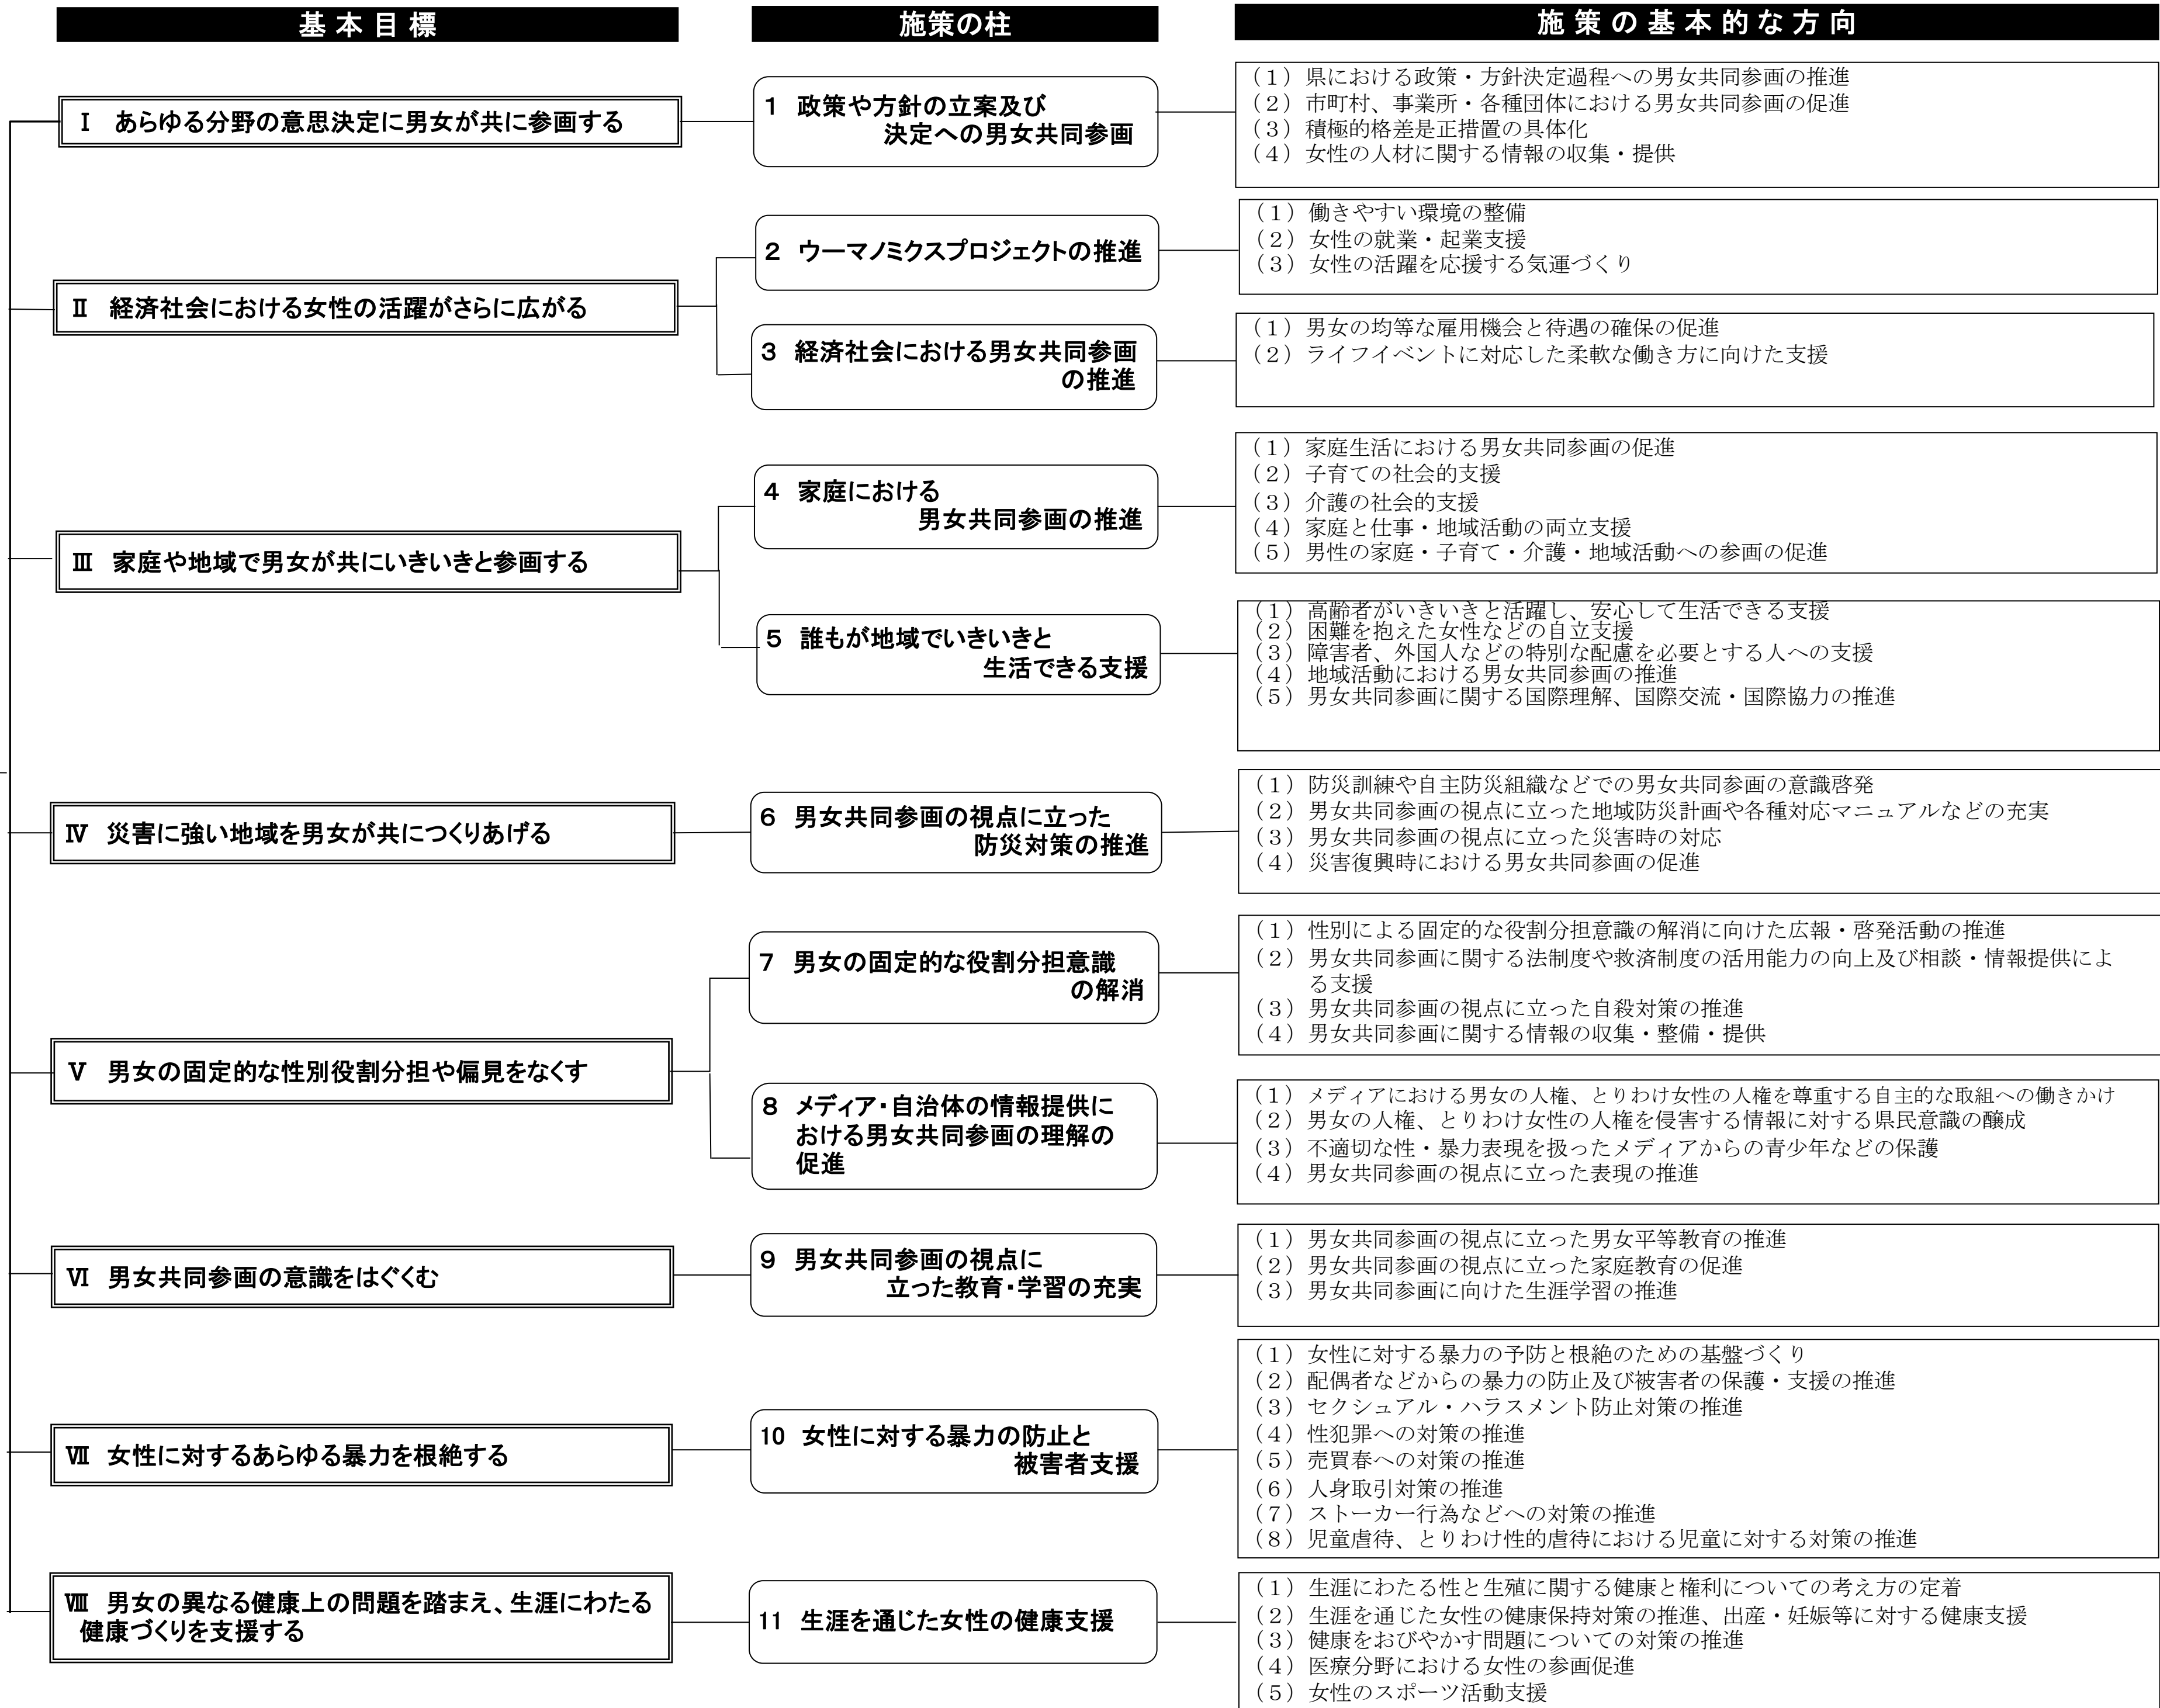 基本目標
施策の柱
施策の基本的な方向
Ⅰ あらゆる分野の意思決定に男女が共に参画する
1 政策や方針の立案及び
決定への男女共同参画
（１）県における政策・方針決定過程への男女共同参画の推進
（２）市町村、事業所・各種団体における男女共同参画の促進
（３）積極的格差是正措置の具体化
（４）女性の人材に関する情報の収集・提供
Ⅱ 経済社会における女性の活躍がさらに広がる
2 ウーマノミクスプロジェクトの推進
（１）働きやすい環境の整備
（２）女性の就業・起業支援
（３）女性の活躍を応援する気運づくり
3 経済社会における男女共同参画
の推進
（１）男女の均等な雇用機会と待遇の確保の促進
（２）ライフイベントに対応した柔軟な働き方に向けた支援
Ⅲ 家庭や地域で男女が共にいきいきと参画する
4 家庭における
男女共同参画の推進
（１）家庭生活における男女共同参画の促進
（２）子育ての社会的支援
（３）介護の社会的支援
（４）家庭と仕事・地域活動の両立支援
（５）男性の家庭・子育て・介護・地域活動への参画の促進
5 誰もが地域でいきいきと
生活できる支援
（１）高齢者がいきいきと活躍し、安心して生活できる支援
（２）困難を抱えた女性などの自立支援
（３）障害者、外国人などの特別な配慮を必要とする人への支援
（４）地域活動における男女共同参画の推進
（５）男女共同参画に関する国際理解、国際交流・国際協力の推進
Ⅳ 災害に強い地域を男女が共につくりあげる
6 男女共同参画の視点に立った
防災対策の推進
（１）防災訓練や自主防災組織などでの男女共同参画の意識啓発
（２）男女共同参画の視点に立った地域防災計画や各種対応マニュアルなどの充実
（３）男女共同参画の視点に立った災害時の対応
（４）災害復興時における男女共同参画の促進
Ⅴ 男女の固定的な性別役割分担や偏見をなくす
7 男女の固定的な役割分担意識
の解消
（１）性別による固定的な役割分担意識の解消に向けた広報・啓発活動の推進
（２）男女共同参画に関する法制度や救済制度の活用能力の向上及び相談・情報提供によ
る支援
（３）男女共同参画の視点に立った自殺対策の推進
（４）男女共同参画に関する情報の収集・整備・提供
8 メディア・自治体の情報提供に
おける男女共同参画の理解の
促進
（１）メディアにおける男女の人権、とりわけ女性の人権を尊重する自主的な取組への働きかけ
（２）男女の人権、とりわけ女性の人権を侵害する情報に対する県民意識の醸成
（３）不適切な性・暴力表現を扱ったメディアからの青少年などの保護
（４）男女共同参画の視点に立った表現の推進
Ⅵ 男女共同参画の意識をはぐくむ
9 男女共同参画の視点に
立った教育・学習の充実
（１）男女共同参画の視点に立った男女平等教育の推進
（２）男女共同参画の視点に立った家庭教育の促進
（３）男女共同参画に向けた生涯学習の推進
Ⅶ 女性に対するあらゆる暴力を根絶する
10 女性に対する暴力の防止と
被害者支援
（１）女性に対する暴力の予防と根絶のための基盤づくり
（２）配偶者などからの暴力の防止及び被害者の保護・支援の推進
（３）セクシュアル・ハラスメント防止対策の推進
（４）性犯罪への対策の推進
（５）売買春への対策の推進
（６）人身取引対策の推進
（７）ストーカー行為などへの対策の推進
（８）児童虐待、とりわけ性的虐待における児童に対する対策の推進
Ⅷ 男女の異なる健康上の問題を踏まえ、生涯にわたる
健康づくりを支援する
11 生涯を通じた女性の健康支援
（１）生涯にわたる性と生殖に関する健康と権利についての考え方の定着
（２）生涯を通じた女性の健康保持対策の推進、出産・妊娠等に対する健康支援
（３）健康をおびやかす問題についての対策の推進
（４）医療分野における女性の参画促進
（５）女性のスポーツ活動支援